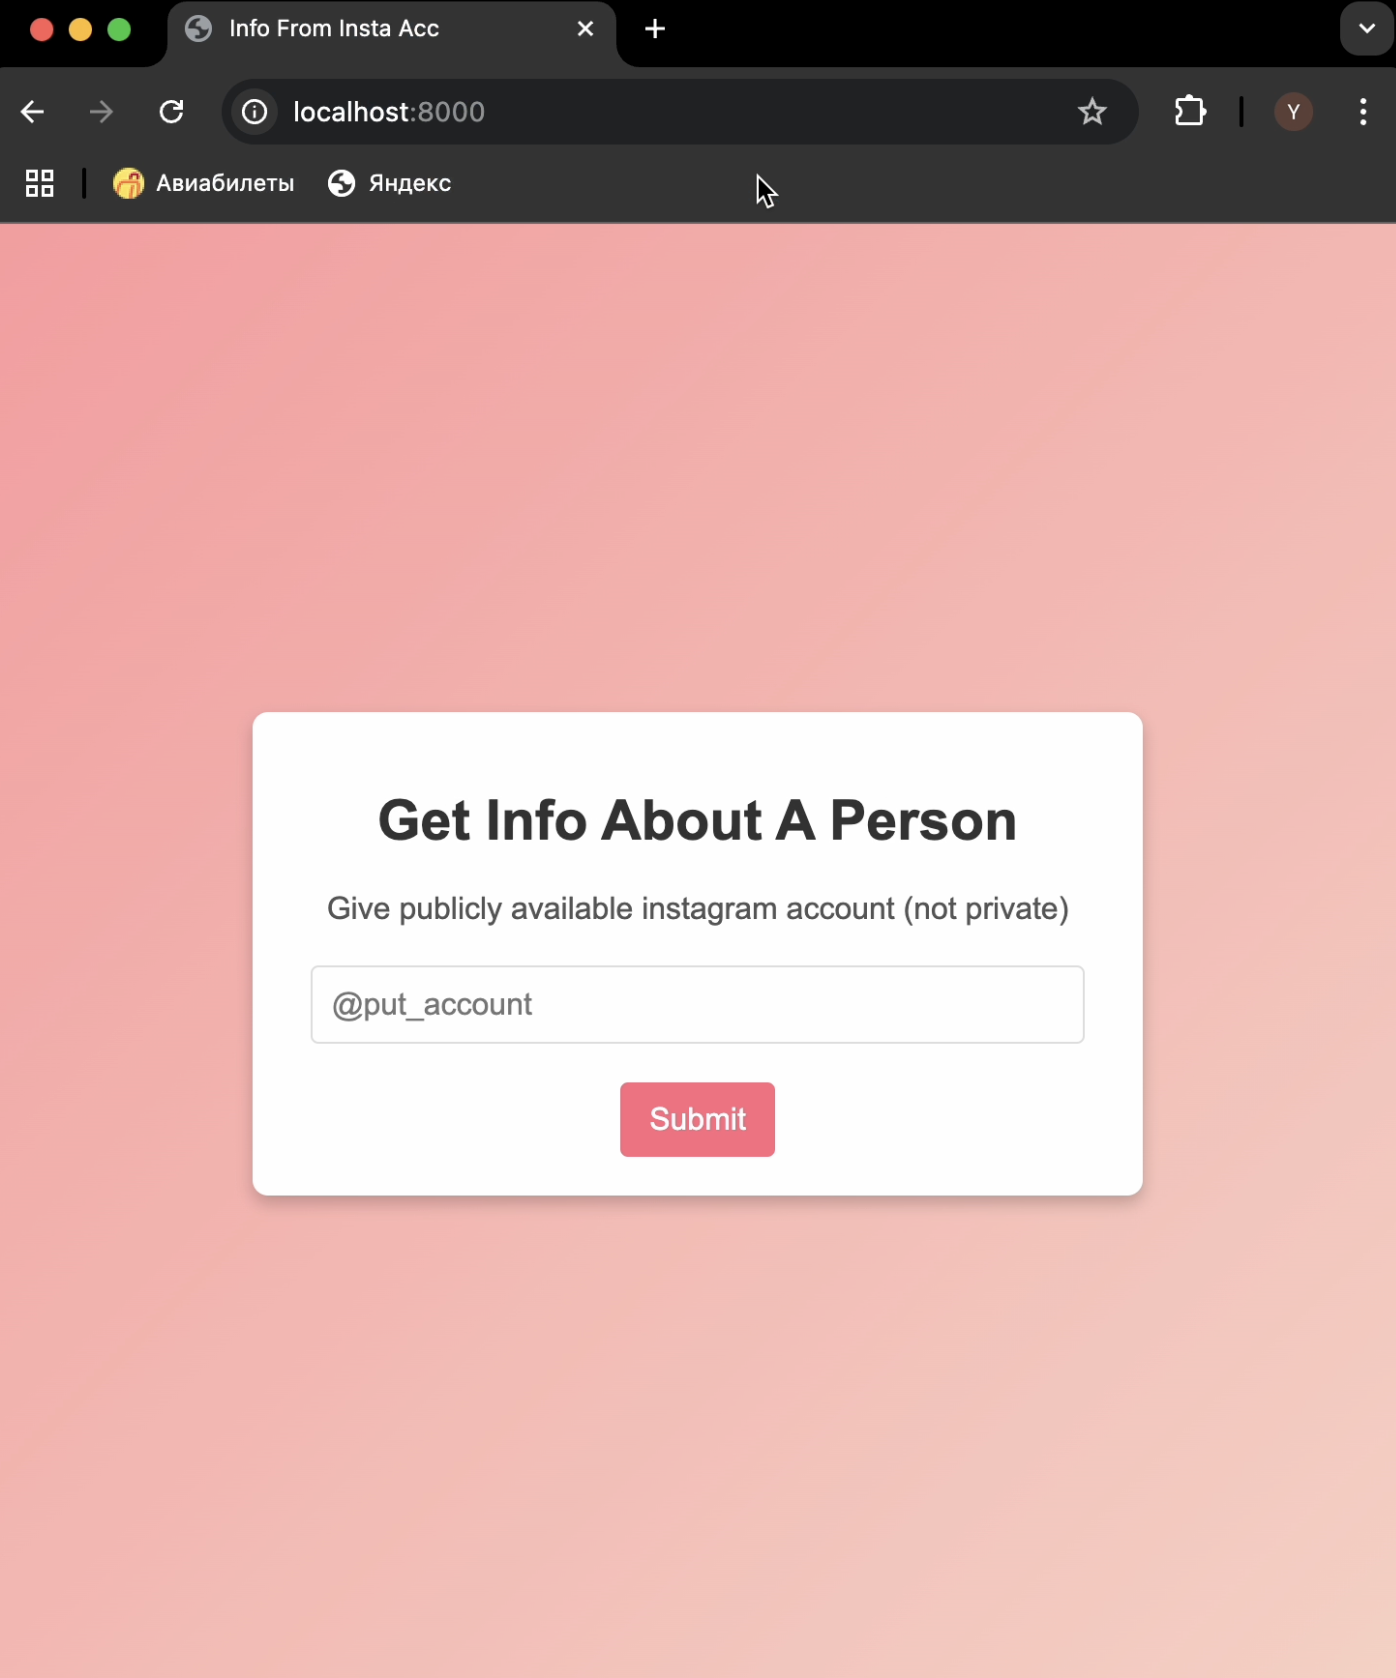 Info From Insta Acc
localhost:8000
Y
Авиабилеты Яндекс
Get Info About A Person
Give publicly available instagram account (not private)
@put_account
Submit